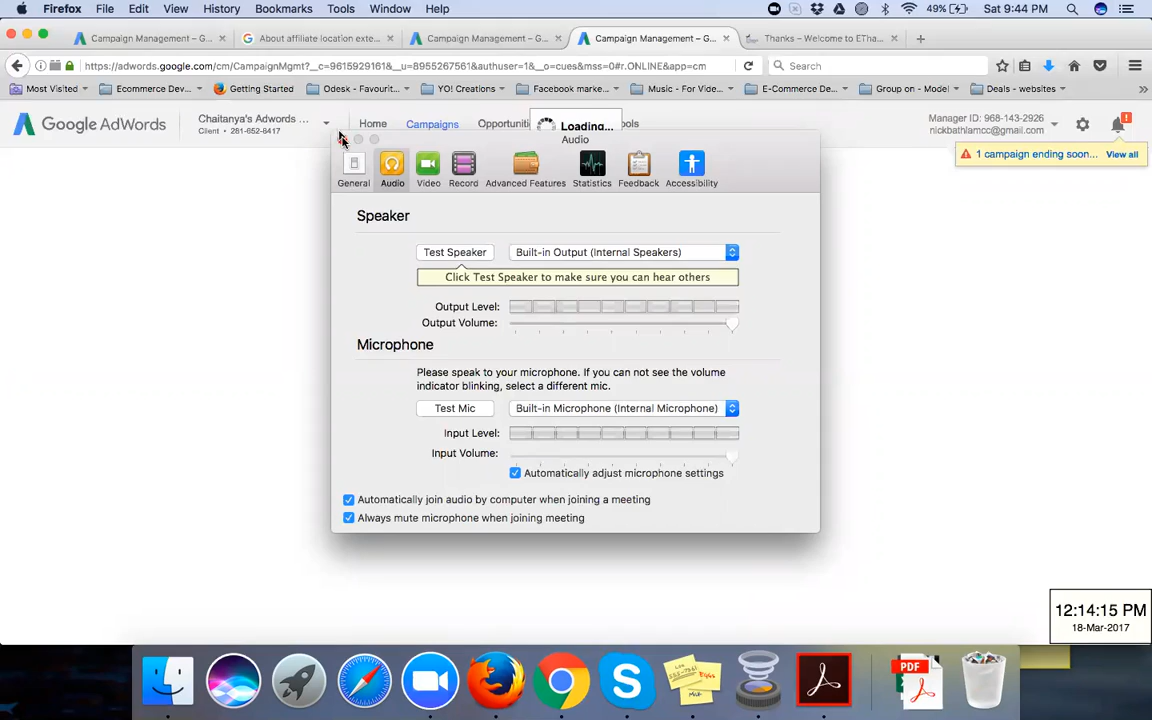 Firefox File Edit View History Bookmarks Tools Window Help 49% Sat 9:44 PM
Campaign Management – G... × About affiliate location exte... × Campaign Management – G... × Campaign Management – G... × Thanks – Welcome to ETha... ×
https://adwords.google.com/cm/CampaignMgmt?__c=9615929161&__u=8955267561&authuser=1&__o=cues&mss=0#r.ONLINE&app=cm Search
Most Visited Ecommerce Dev... Getting Started Odesk - Favourit... YO! Creations Facebook marke... Music - For Vide... E-Commerce De... Group on - Model... Deals - websites
Google AdWords Chaitanya's Adwords ... Home Campaigns Opportuniti Loading... ols Manager ID: 968-143-2926
Client • 281-652-6417 nickbathlamcc@gmail.com
Audio
1 campaign ending soon... View all
General Audio Video Record Advanced Features Statistics Feedback Accessibility
Speaker
Test Speaker Built-in Output (Internal Speakers)
Click Test Speaker to make sure you can hear others
Output Level:
Output Volume:
Microphone
Please speak to your microphone. If you can not see the volume
indicator blinking, select a different mic.
Test Mic Built-in Microphone (Internal Microphone)
Input Level:
Input Volume:
Automatically adjust microphone settings
Automatically join audio by computer when joining a meeting
Always mute microphone when joining meeting
12:14:15 PM
18-Mar-2017
PDF